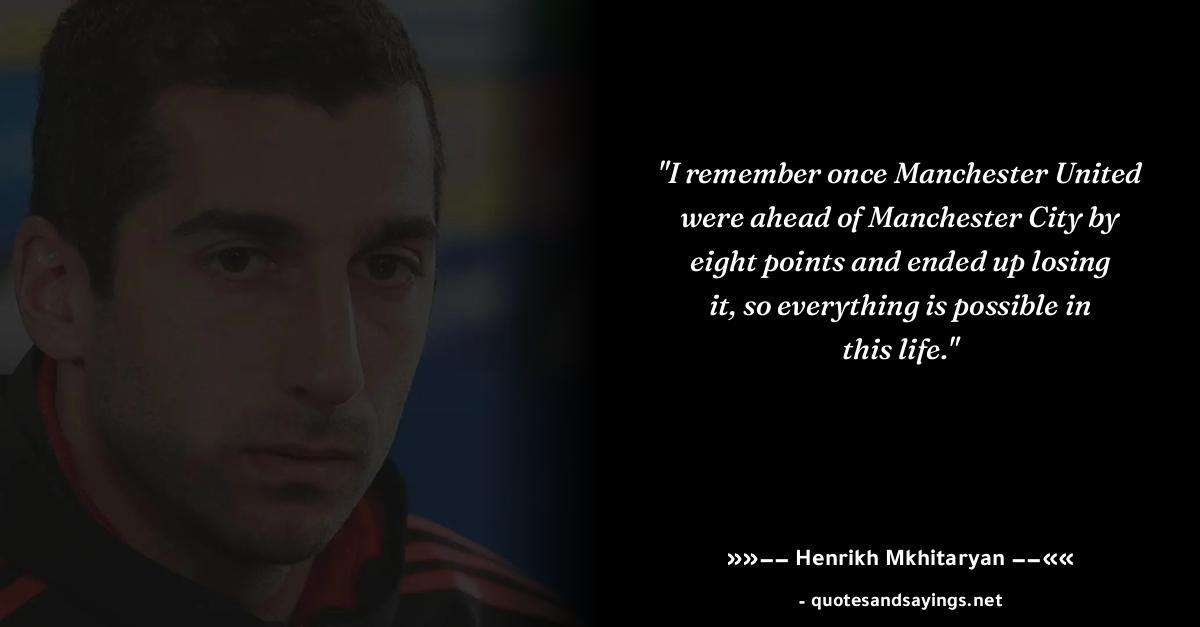 "I remember once Manchester United
were ahead of Manchester City by
eight points and ended up losing
it, so everything is possible in
this life."
»»−− Henrikh Mkhitaryan −−««
- quotesandsayings.net